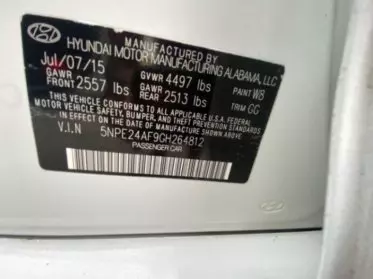 MANUFACTURED BY
HYUNDAI MOTOR MANUFACTURING ALABAMA, LLC
Jul/07/15 GVWR 4497 lbs PAINT W8
GAWR FRONT 2557 lbs GAWR REAR 2513 lbs TRIM GG
THIS VEHICLE CONFORMS TO ALL APPLICABLE U.S. FEDERAL
MOTOR VEHICLE SAFETY, BUMPER, AND THEFT PREVENTION
STANDARDS IN EFFECT ON THE DATE OF MANUFACTURE SHOWN ABOVE.
V.I.N 5NPE24AF9GH264812
PASSENGER CAR